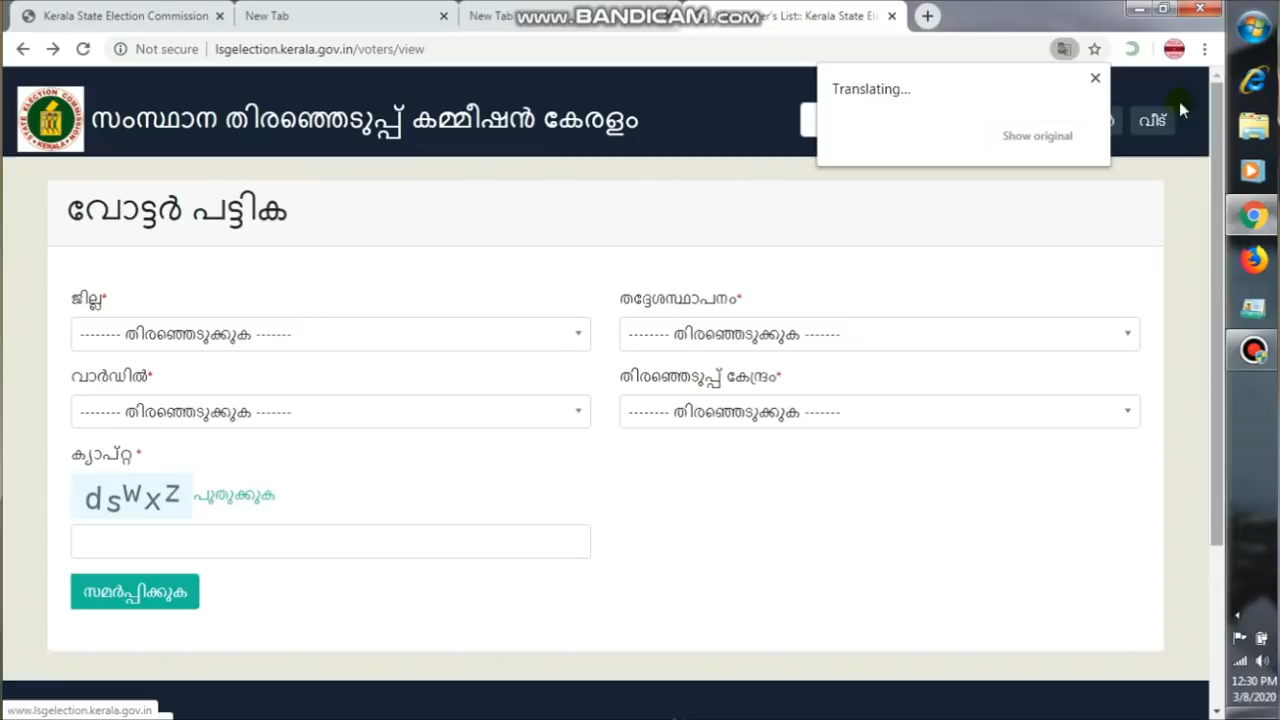 Kerala State Election Commission
New Tab
New Tab
www.BANDICAM.com
er's List:: Kerala State Ele
Not secure
lsgelection.kerala.gov.in/voters/view
Translating...
Show original
സംസ്ഥാന തിരഞ്ഞെടുപ്പ് കമ്മീഷൻ കേരളം
വീട്
വോട്ടർ പട്ടിക
ജില്ല*
തദ്ദേശസ്ഥാപനം*
-------- തിരഞ്ഞെടുക്കുക -------
-------- തിരഞ്ഞെടുക്കുക -------
വാർഡിൽ*
തിരഞ്ഞെടുപ്പ് കേന്ദ്രം*
-------- തിരഞ്ഞെടുക്കുക -------
-------- തിരഞ്ഞെടുക്കുക -------
ക്യാപ്റ്റ *
dswxz
പുതുക്കുക
സമർപ്പിക്കുക
www.lsgelection.kerala.gov.in
12:30 PM
3/8/2020